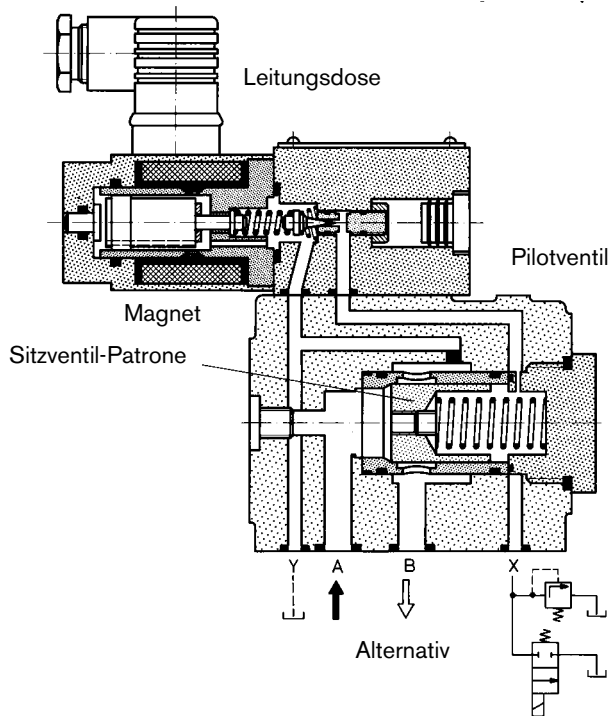 Leitungsdose
Pilotventil
Magnet
Sitzventil-Patrone
Y A B X
Alternativ